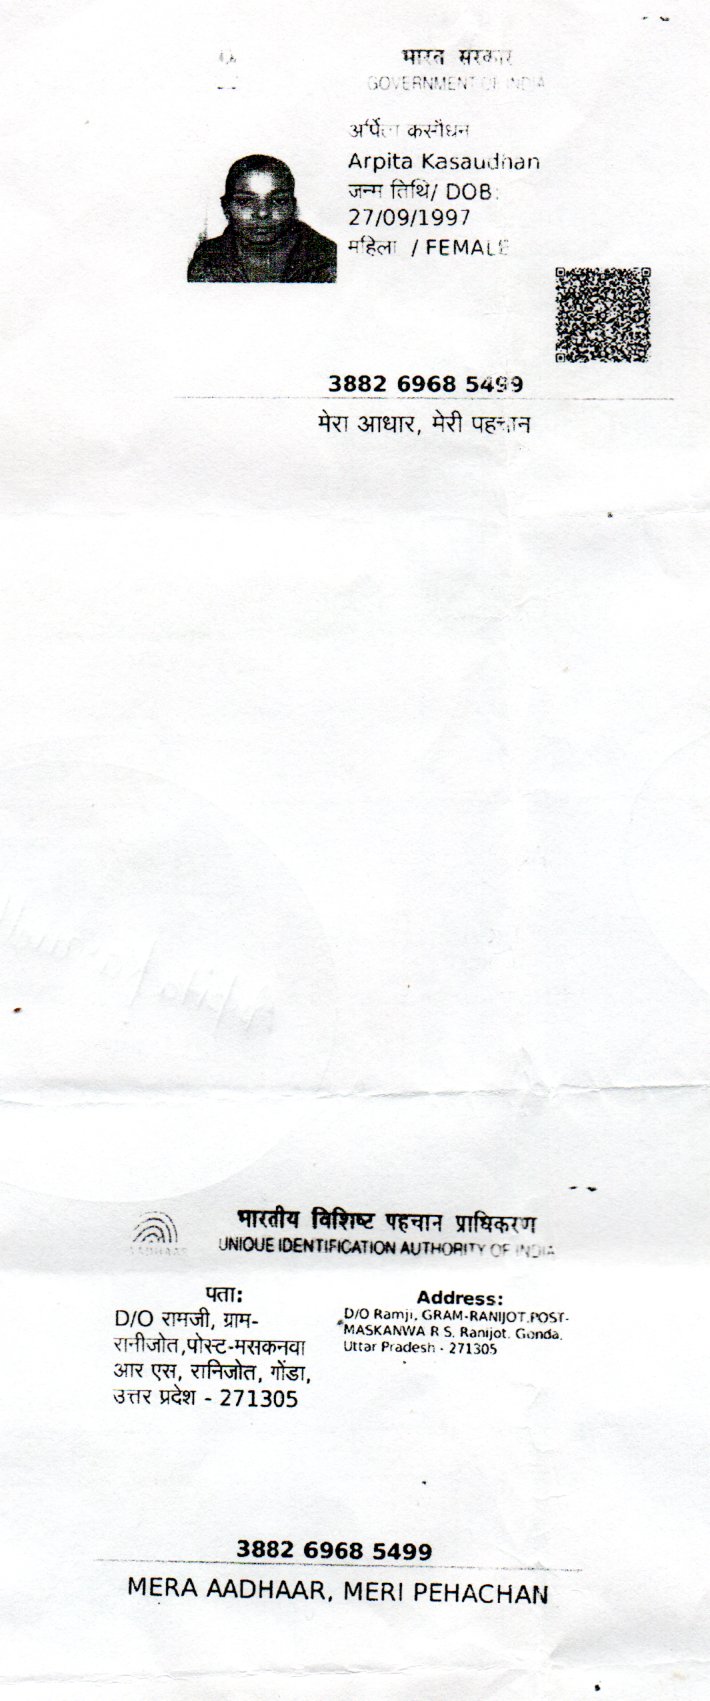 भारत सरकार
GOVERNMENT OF INDIA
अर्पिता कसौधन
Arpita Kasaudhan
जन्म तिथि/ DOB:
27/09/1997
महिला / FEMALE
3882 6968 5499
मेरा आधार, मेरी पहचान
भारतीय विशिष्ट पहचान प्राधिकरण
AADHAAR
UNIQUE IDENTIFICATION AUTHORITY OF INDIA
पता:
D/O रामजी, ग्राम-
रानीजोत,पोस्ट-मसकनवा
आर एस, रानिजोत, गोंडा,
उत्तर प्रदेश - 271305
Address:
D/O Ramji, GRAM-RANIJOT,POST-
MASKANWA R S, Ranijot, Gonda,
Uttar Pradesh - 271305
3882 6968 5499
MERA AADHAAR, MERI PEHACHAN